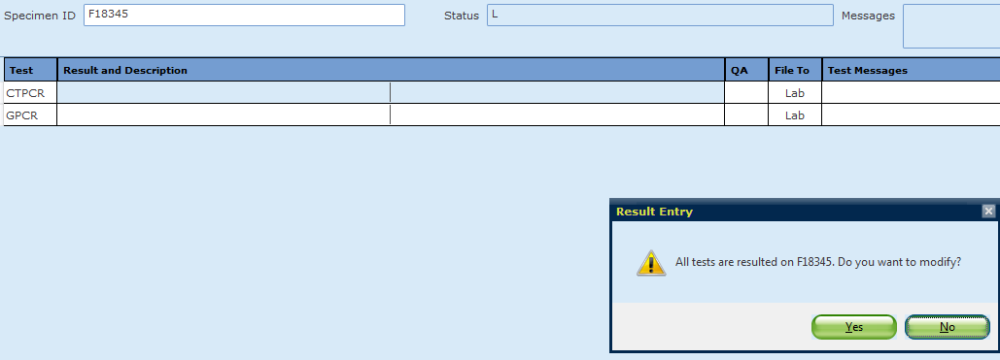 Specimen ID F18345 Status L Messages
Test Result and Description QA File To Test Messages
CTPCR Lab
GPCR Lab
Result Entry
All tests are resulted on F18345. Do you want to modify?
Yes No